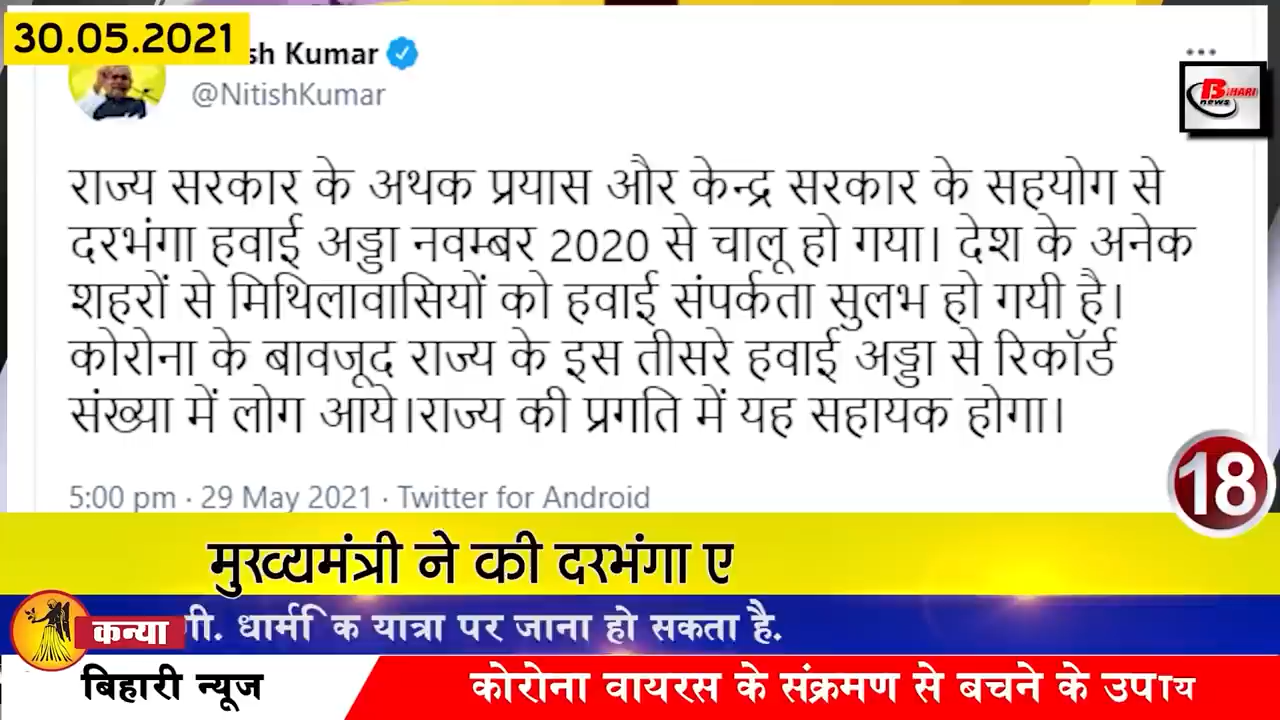 30.05.2021
sh Kumar
@NitishKumar
BIHARI
news
राज्य सरकार के अथक प्रयास और केन्द्र सरकार के सहयोग से
दरभंगा हवाई अड्डा नवम्बर 2020 से चालू हो गया। देश के अनेक
शहरों से मिथिलावासियों को हवाई संपर्कता सुलभ हो गयी है।
कोरोना के बावजूद राज्य के इस तीसरे हवाई अड्डा से रिकॉर्ड
संख्या में लोग आये।राज्य की प्रगति में यह सहायक होगा।
5:00 pm · 29 May 2021 · Twitter for Android
18
मुख्यमंत्री ने की दरभंगा ए
कन्या गी. धार्मिक यात्रा पर जाना हो सकता है.
बिहारी न्यूज
कोरोना वायरस के संक्रमण से बचने के उपाय